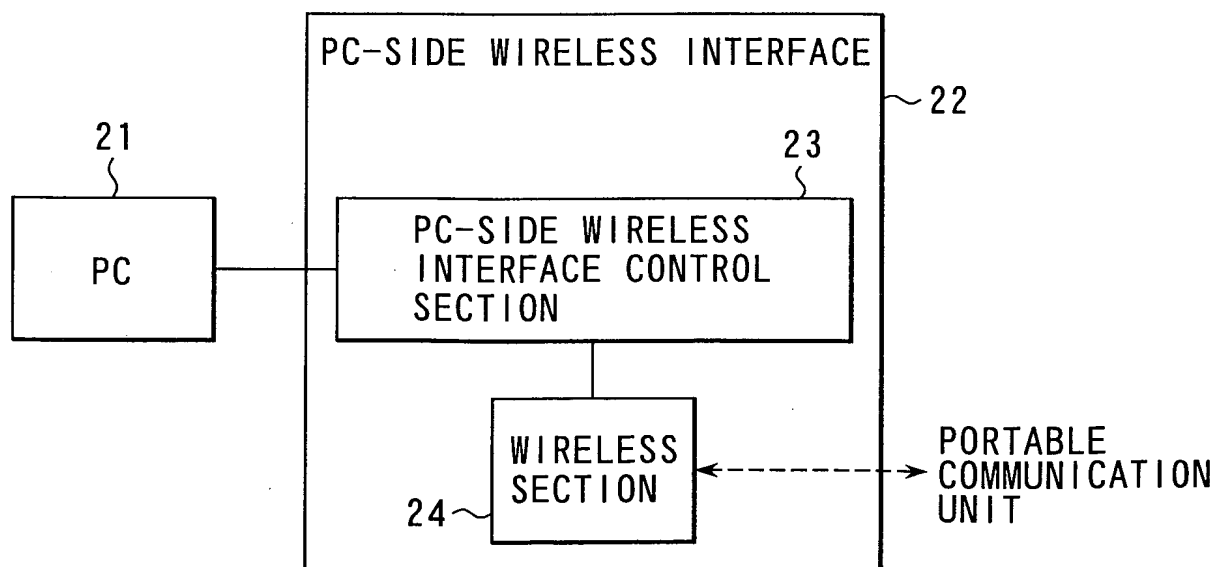 PC-SIDE WIRELESS INTERFACE
22
21
23
PC
PC-SIDE WIRELESS
INTERFACE CONTROL
SECTION
WIRELESS
SECTION
24
PORTABLE
COMMUNICATION
UNIT